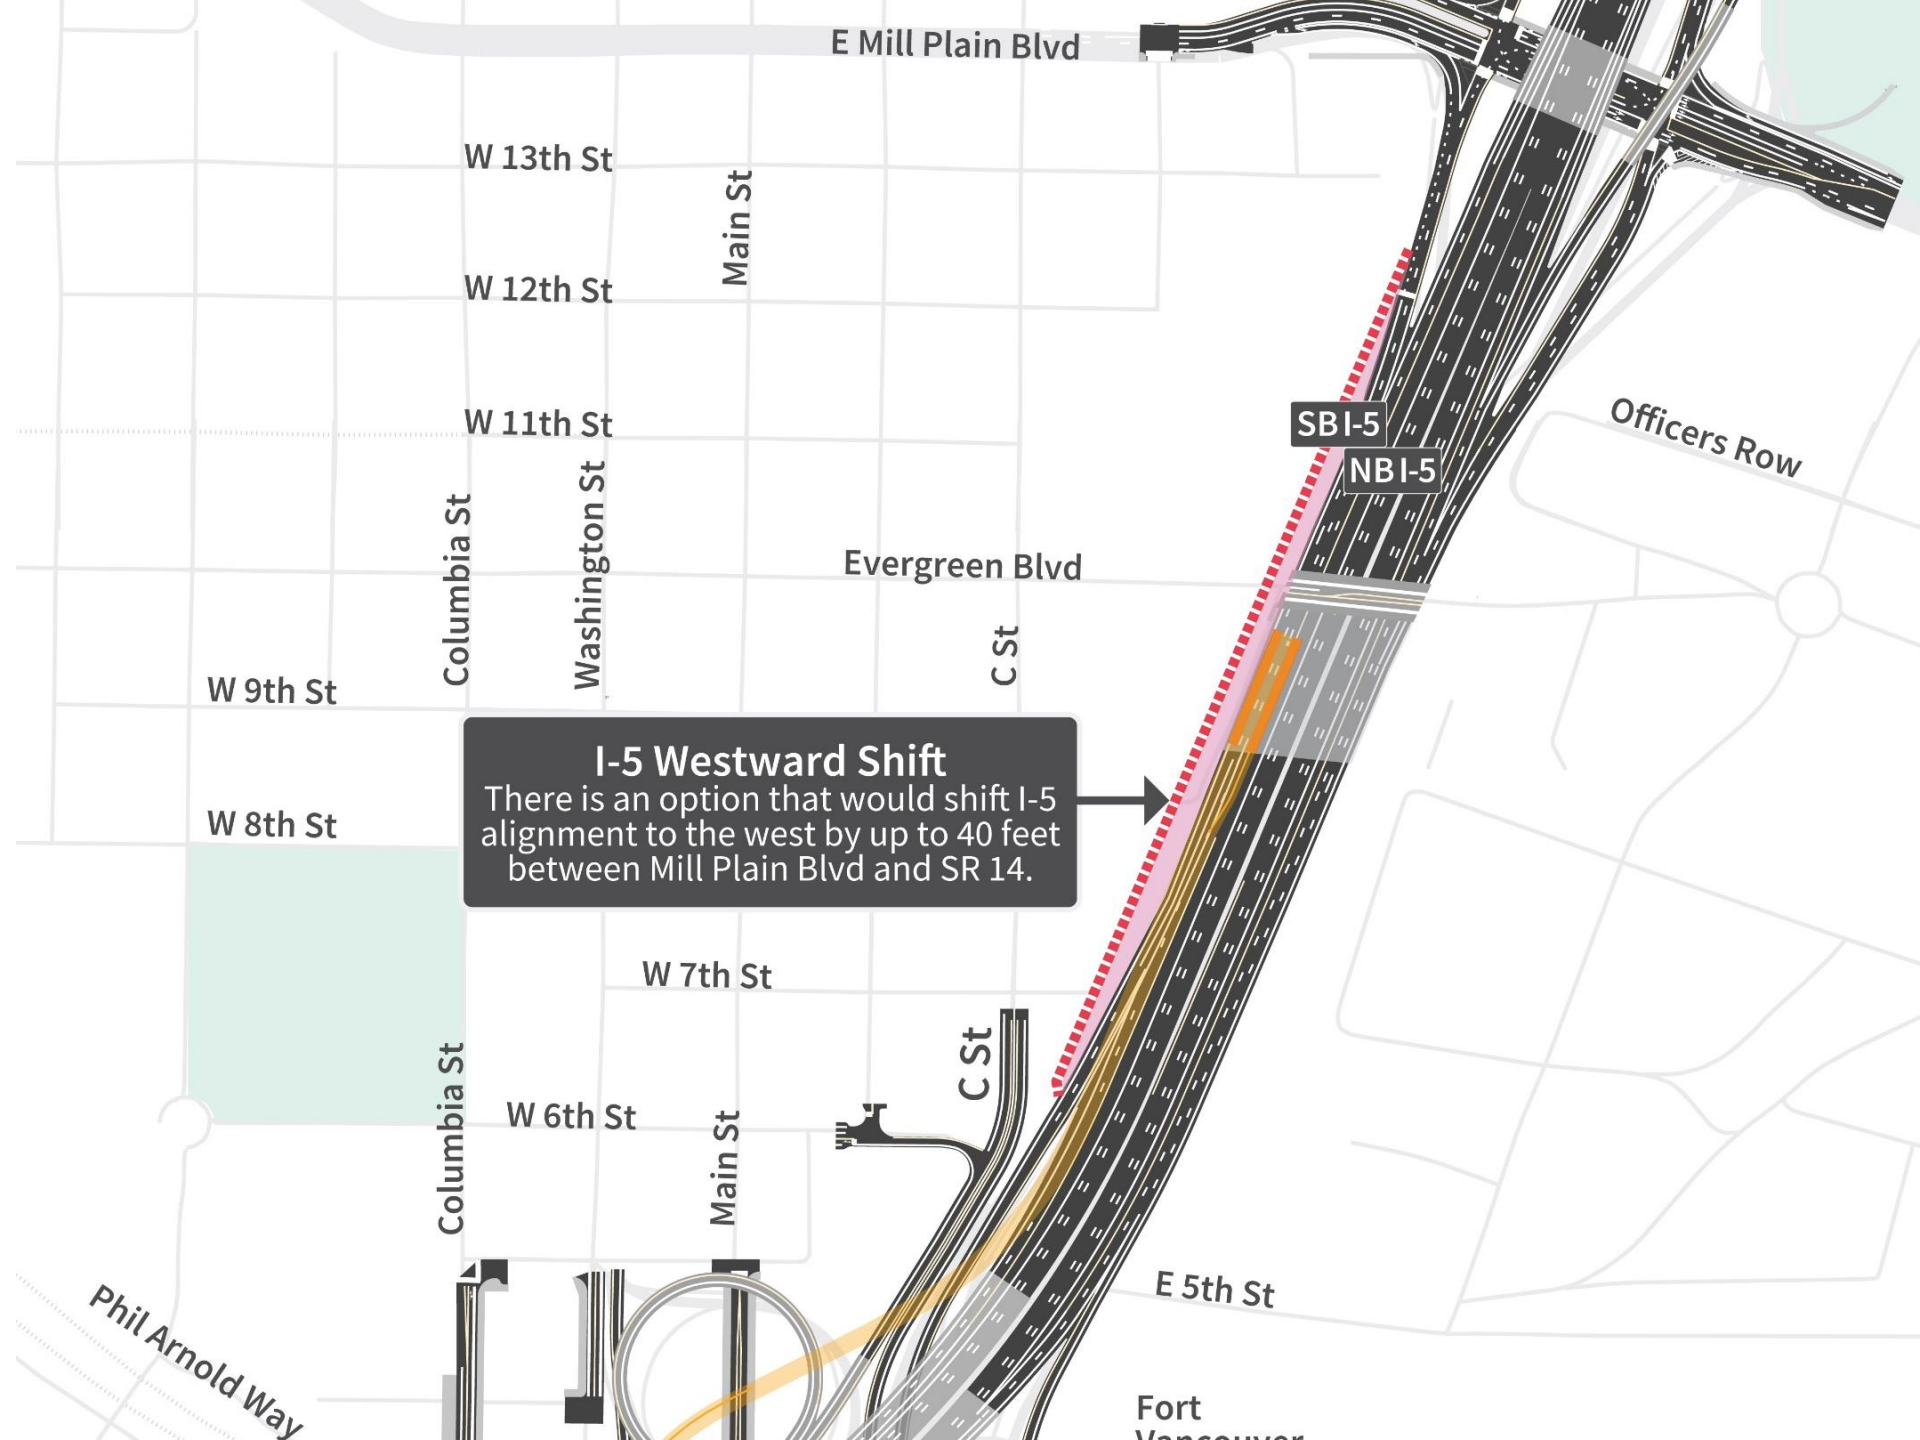 E Mill Plain Blvd
W 13th St
Main St
W 12th St
SB I-5
Officers Row
W 11th St
NB I-5
Columbia St
Washington St
Evergreen Blvd
C St
W 9th St
I-5 Westward Shift
There is an option that would shift I-5
alignment to the west by up to 40 feet
between Mill Plain Blvd and SR 14.
W 8th St
W 7th St
C St
Columbia St
W 6th St
Main St
E 5th St
Phil Arnold Way
Fort
Vancouver